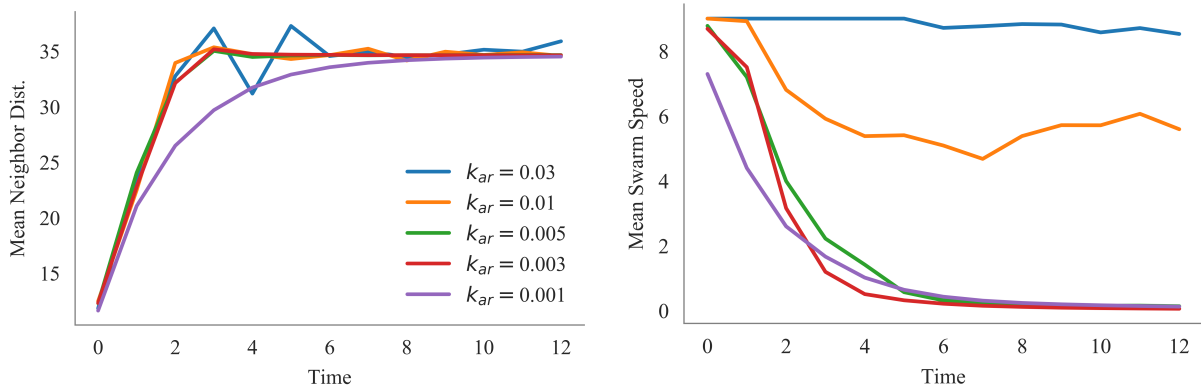 Mean Neighbor Dist.
35
30
25
20
15
k_ar = 0.03
k_ar = 0.01
k_ar = 0.005
k_ar = 0.003
k_ar = 0.001
0 2 4 6 8 10 12
Time
Mean Swarm Speed
8
6
4
2
0
0 2 4 6 8 10 12
Time